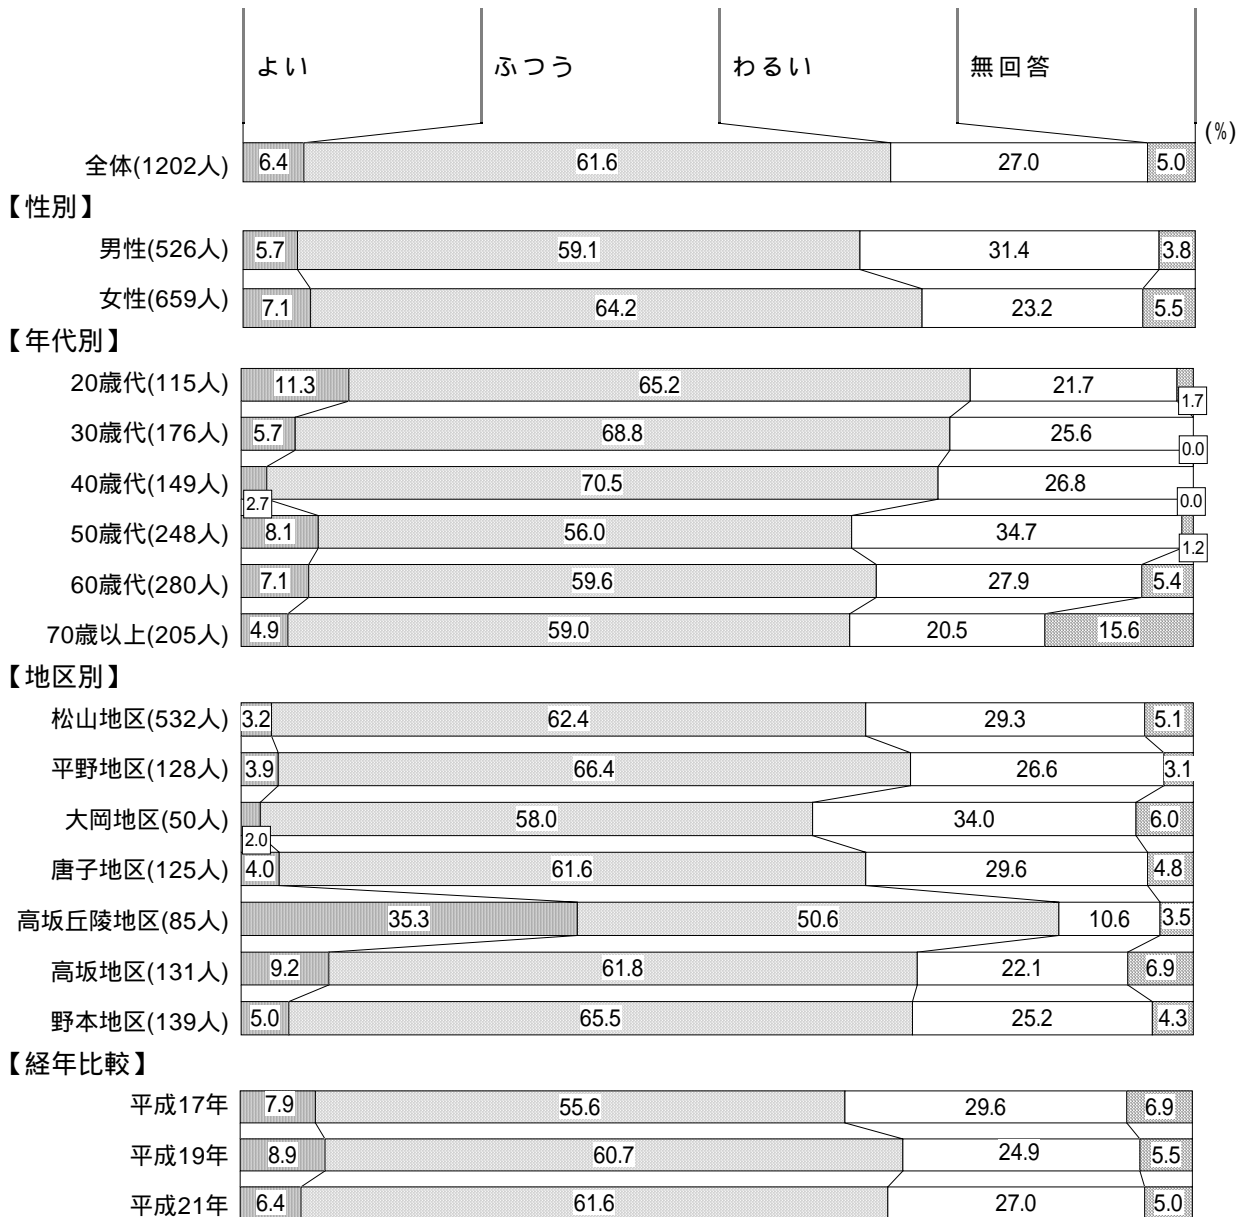 よい ふつう わるい 無回答
(%)
全体(1202人) 6.4 61.6 27.0 5.0
【性別】
男性(526人) 5.7 59.1 31.4 3.8
女性(659人) 7.1 64.2 23.2 5.5
【年代別】
20歳代(115人) 11.3 65.2 21.7 1.7
30歳代(176人) 5.7 68.8 25.6 0.0
40歳代(149人) 2.7 70.5 26.8 0.0
50歳代(248人) 8.1 56.0 34.7 1.2
60歳代(280人) 7.1 59.6 27.9 5.4
70歳以上(205人) 4.9 59.0 20.5 15.6
【地区別】
松山地区(532人) 3.2 62.4 29.3 5.1
平野地区(128人) 3.9 66.4 26.6 3.1
大岡地区(50人) 2.0 58.0 34.0 6.0
唐子地区(125人) 4.0 61.6 29.6 4.8
高坂丘陵地区(85人) 35.3 50.6 10.6 3.5
高坂地区(131人) 9.2 61.8 22.1 6.9
野本地区(139人) 5.0 65.5 25.2 4.3
【経年比較】
平成17年 7.9 55.6 29.6 6.9
平成19年 8.9 60.7 24.9 5.5
平成21年 6.4 61.6 27.0 5.0